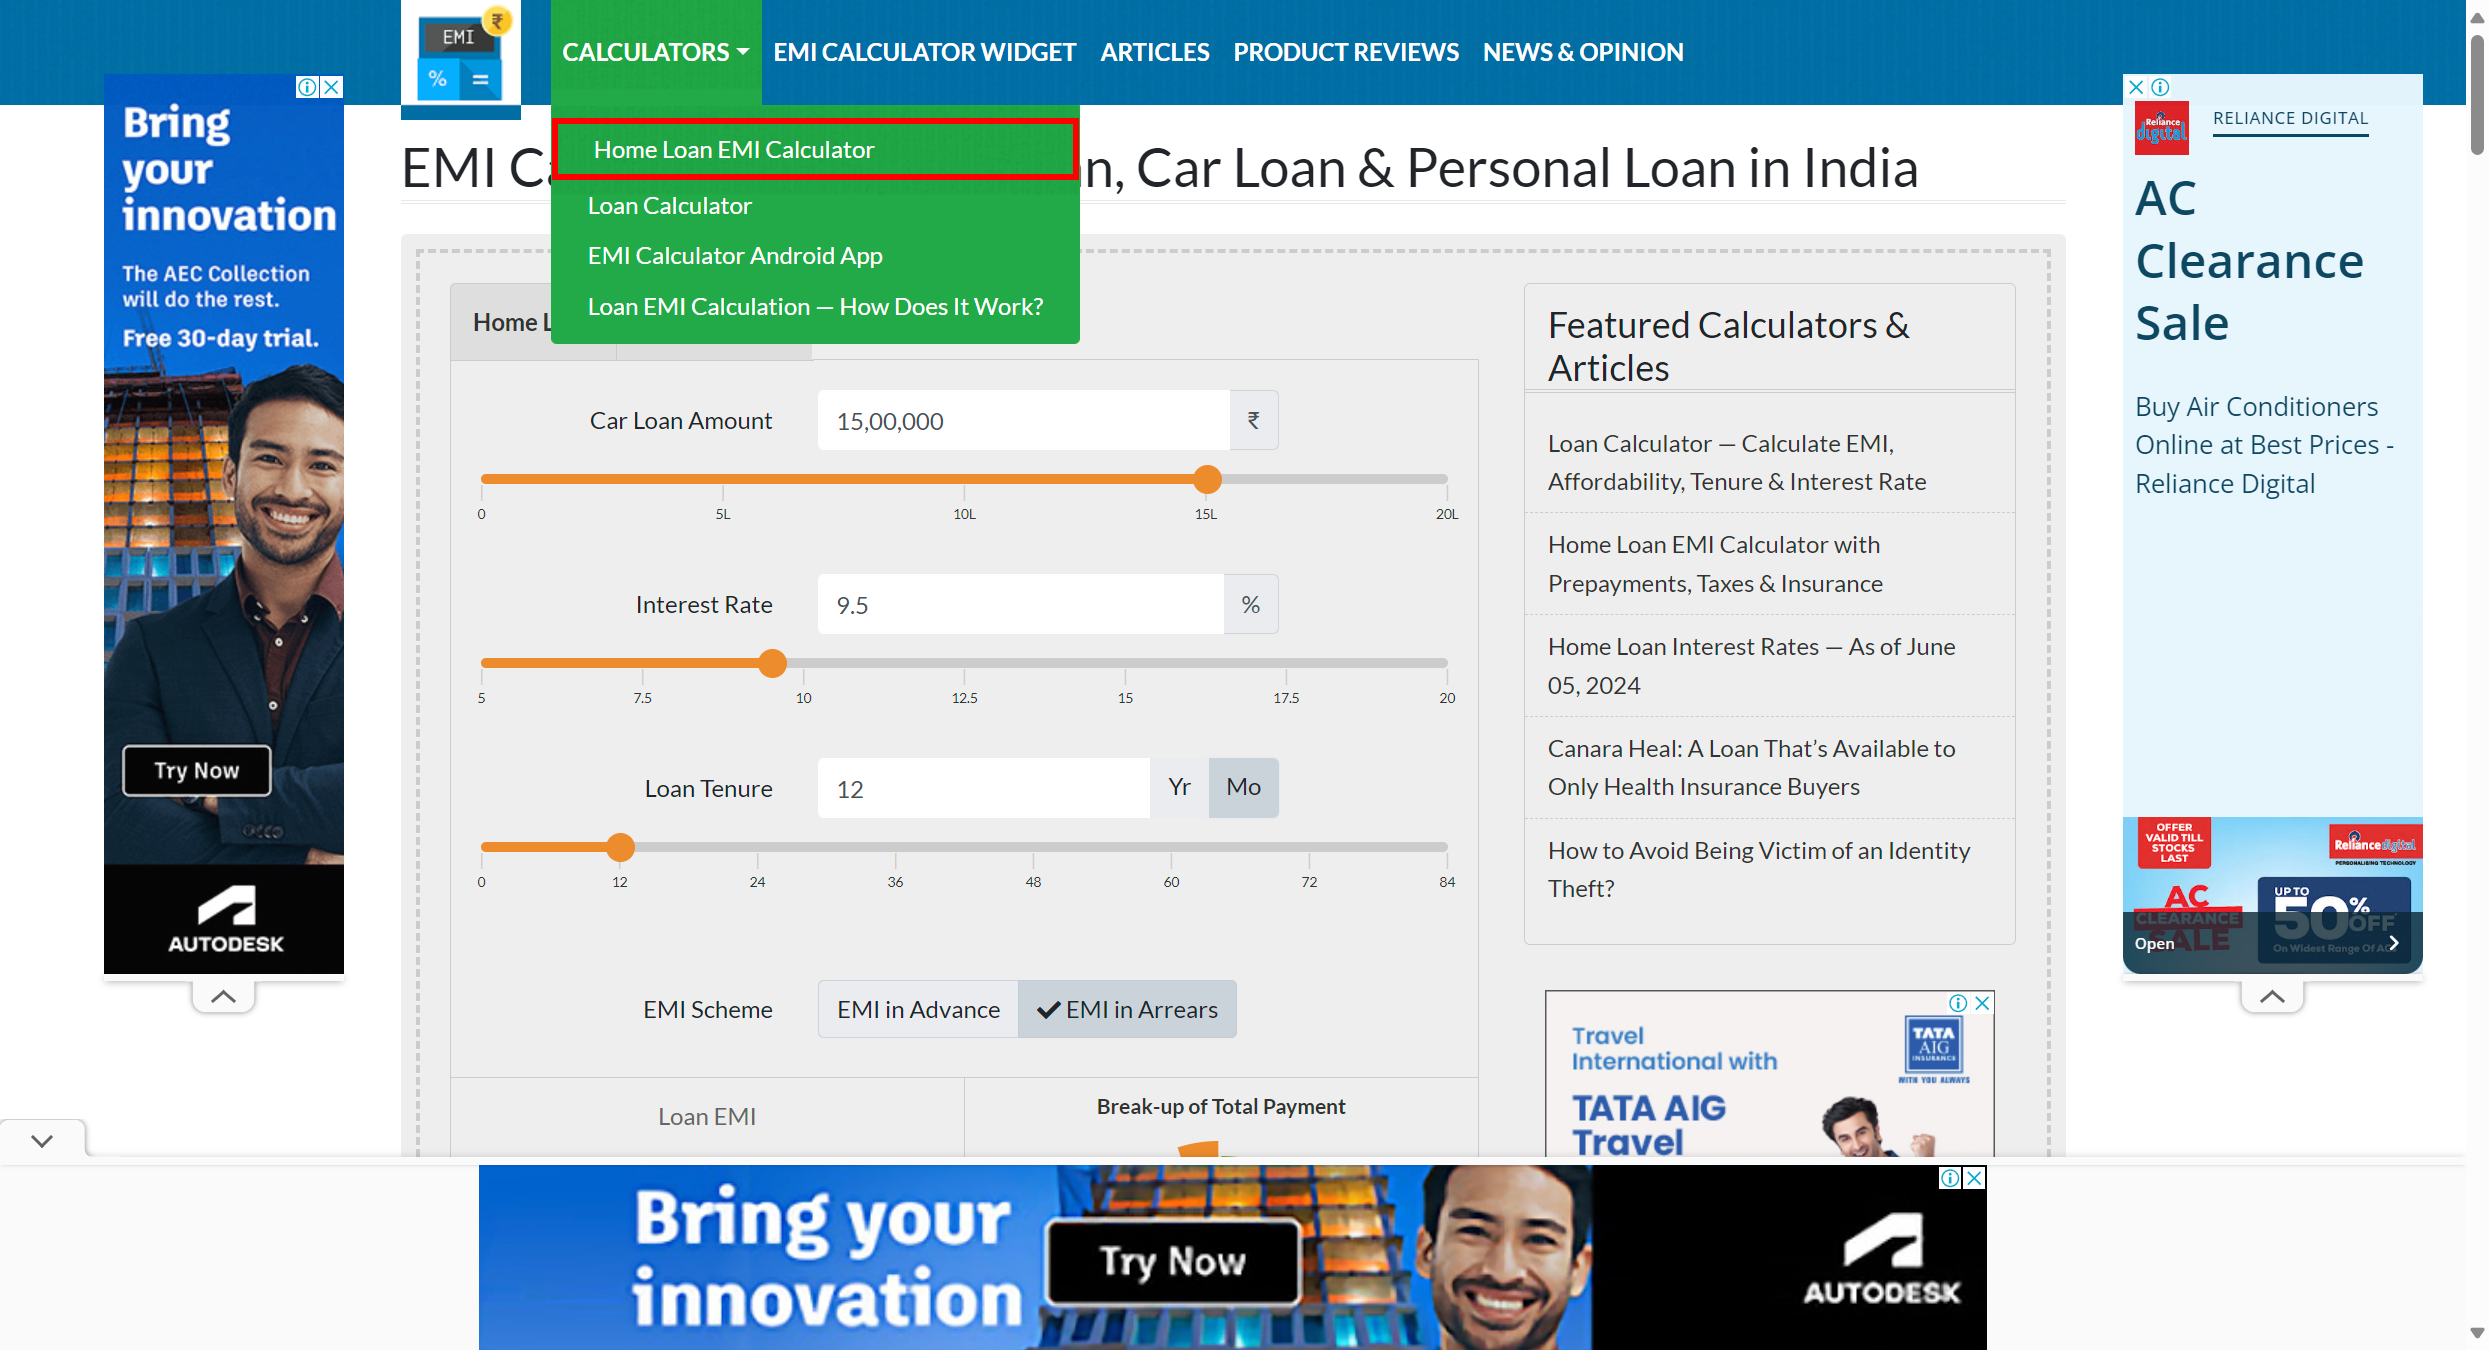 EMI
₹
%
=
CALCULATORS
EMI CALCULATOR WIDGET
ARTICLES
PRODUCT REVIEWS
NEWS & OPINION
Home Loan EMI Calculator
Loan Calculator
EMI Calculator Android App
Loan EMI Calculation — How Does It Work?
EMI Ca
n, Car Loan & Personal Loan in India
Bring
your
innovation
The AEC Collection
will do the rest.
Free 30-day trial.
Try Now
AUTODESK
Home L
Car Loan Amount
15,00,000
₹
0
5L
10L
15L
20L
Interest Rate
9.5
%
5
7.5
10
12.5
15
17.5
20
Loan Tenure
12
Yr
Mo
0
12
24
36
48
60
72
84
EMI Scheme
EMI in Advance
EMI in Arrears
Loan EMI
Break-up of Total Payment
Featured Calculators &
Articles
Loan Calculator — Calculate EMI,
Affordability, Tenure & Interest Rate
Home Loan EMI Calculator with
Prepayments, Taxes & Insurance
Home Loan Interest Rates — As of June
05, 2024
Canara Heal: A Loan That’s Available to
Only Health Insurance Buyers
How to Avoid Being Victim of an Identity
Theft?
Travel
International with
TATA AIG
Travel
TATA
AIG
INSURANCE
WITH YOU ALWAYS
Reliance
digital
RELIANCE DIGITAL
AC
Clearance
Sale
Buy Air Conditioners
Online at Best Prices -
Reliance Digital
OFFER
VALID TILL
STOCKS
LAST
Reliance digital
PERSONALISING TECHNOLOGY
AC
CLEARANCE
SALE
UP TO
50% OFF
On Widest Range Of ACs
Open
Bring your
innovation
Try Now
AUTODESK